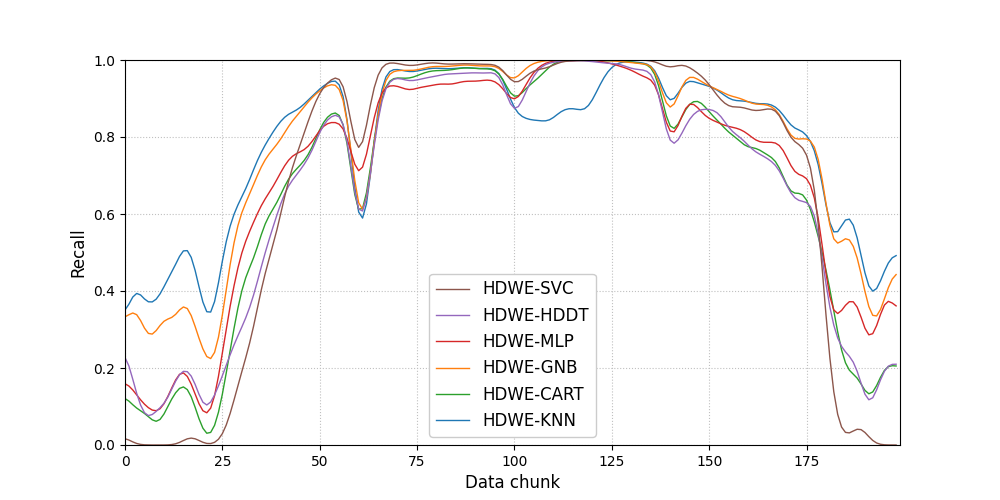 1.0
0.8
0.6
0.4
0.2
0.0
Recall
HDWE-SVC
HDWE-HDDT
HDWE-MLP
HDWE-GNB
HDWE-CART
HDWE-KNN
0 25 50 75 100 125 150 175
Data chunk